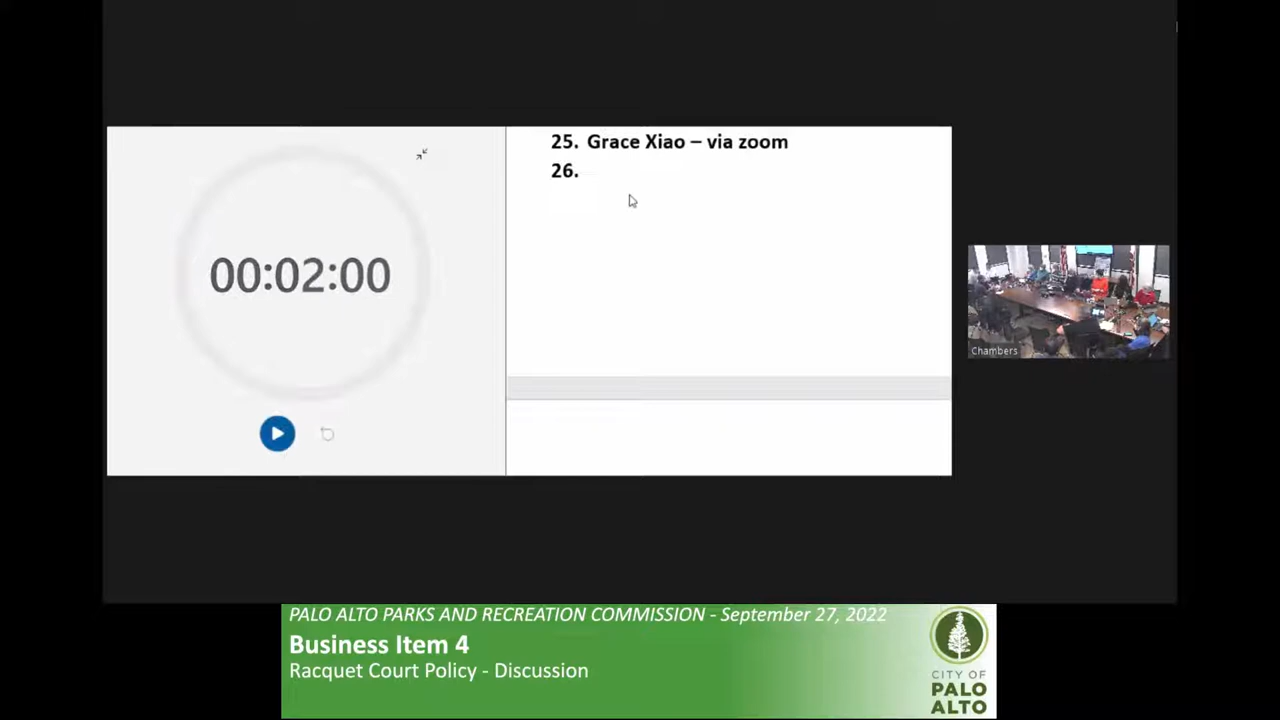 25. Grace Xiao – via zoom
26.
00:02:00
Chambers
PALO ALTO PARKS AND RECREATION COMMISSION - September 27, 2022
Business Item 4
Racquet Court Policy - Discussion
CITY OF
PALO
ALTO